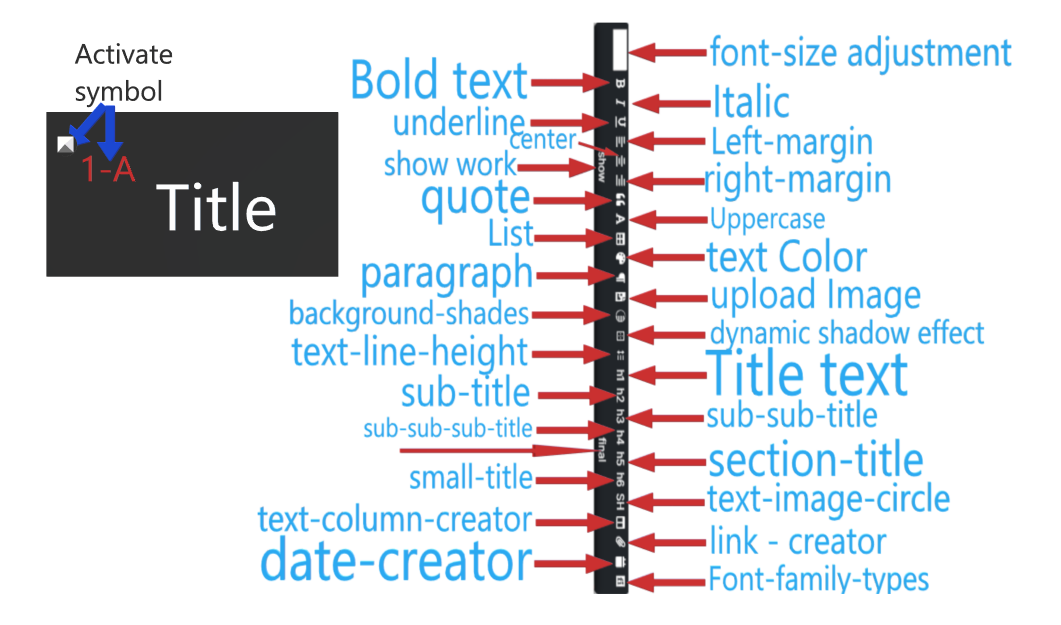 Activate
symbol
1-A
Title
Bold text
underline
center
show work
quote
List
paragraph
background-shades
text-line-height
sub-title
sub-sub-sub-title
small-title
text-column-creator
date-creator
B
I
U
show
A
h1
h2
h3
h4
final
h5
h6
SH
font-size adjustment
Italic
Left-margin
right-margin
Uppercase
text Color
upload Image
dynamic shadow effect
Title text
sub-sub-title
section-title
text-image-circle
link - creator
Font-family-types